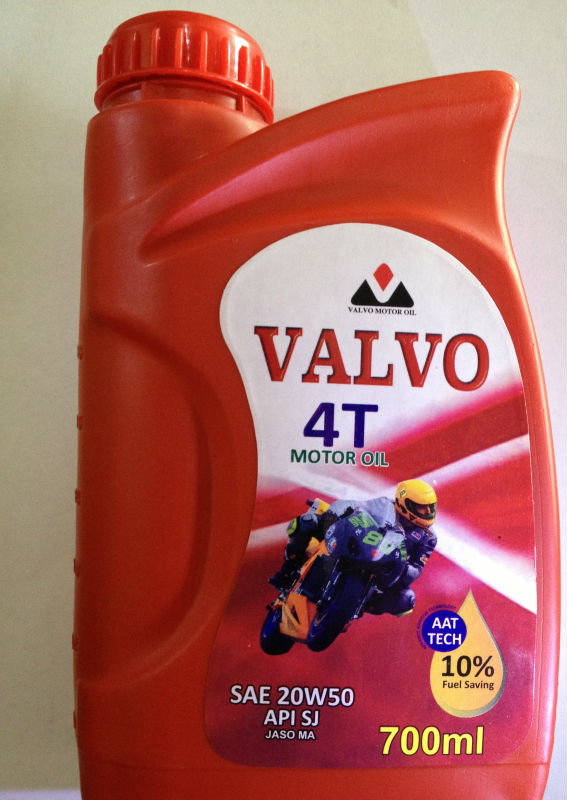 VALVO MOTOR OIL
VALVO
4T
MOTOR OIL
AAT
TECH
10%
Fuel Saving
SAE 20W50
API SJ
JASO MA
700ml